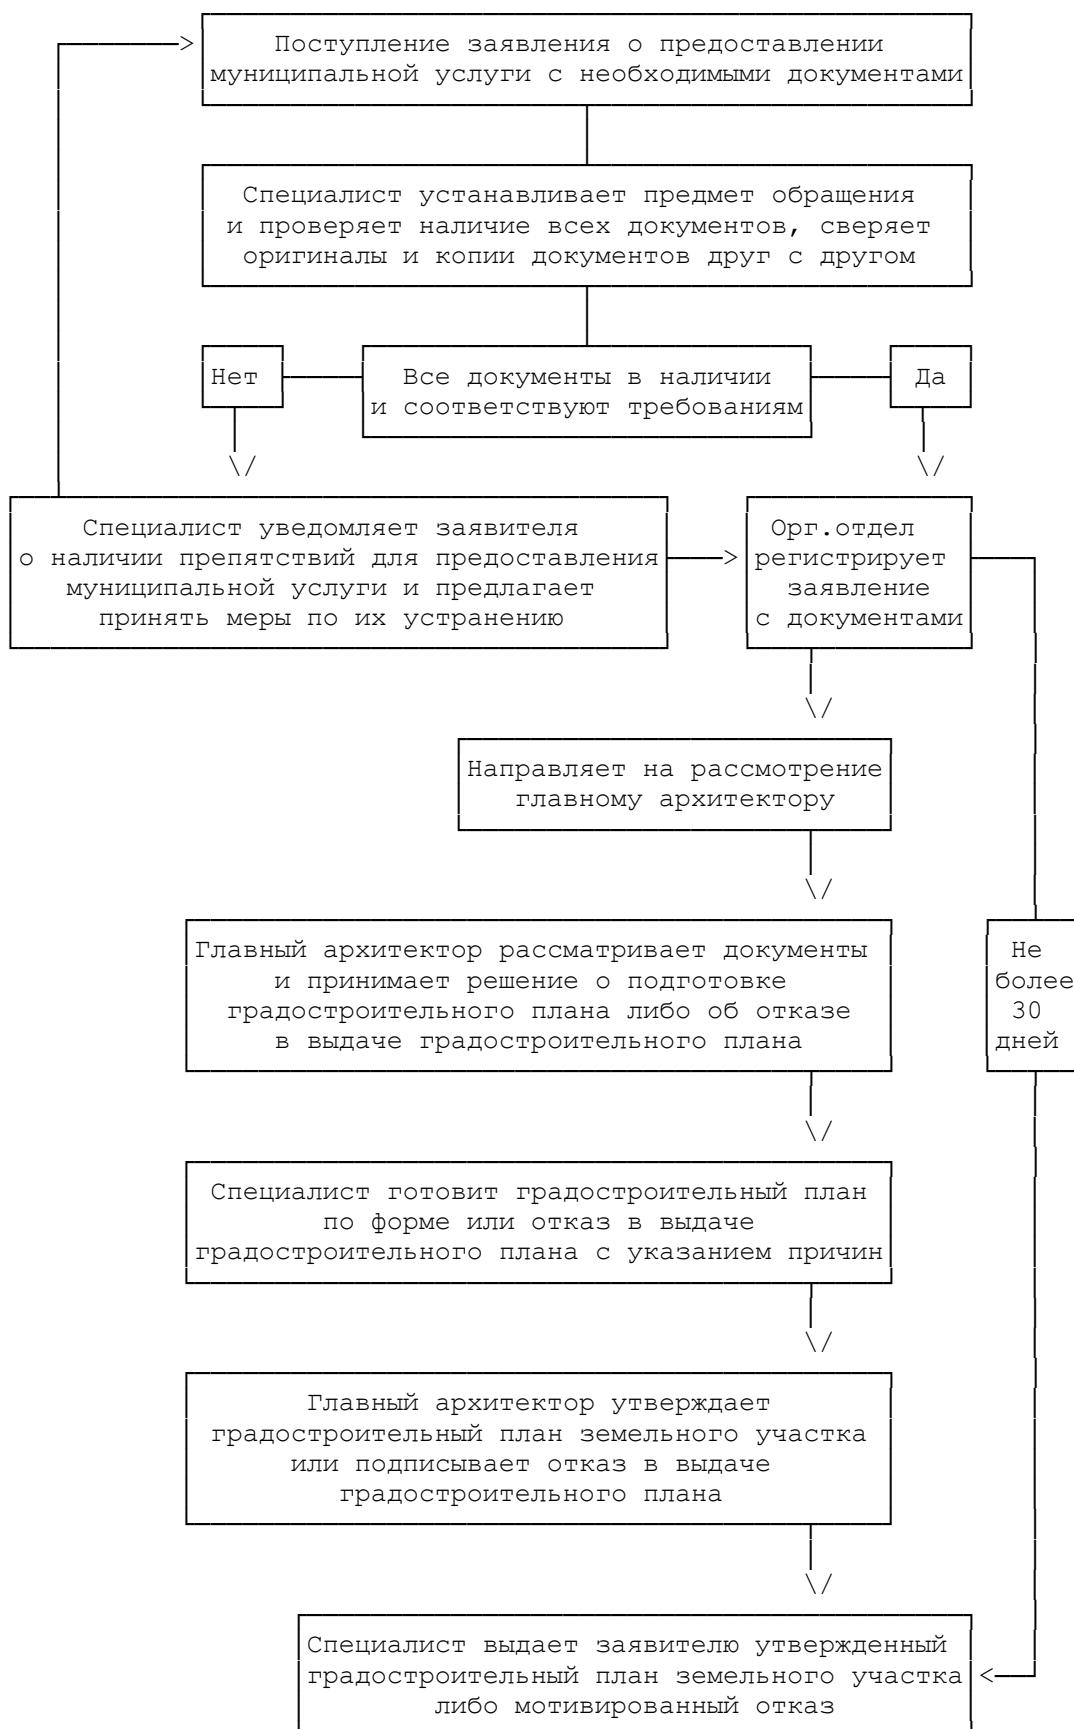 Поступление заявления о предоставлении
муниципальной услуги с необходимыми документами
Специалист устанавливает предмет обращения
и проверяет наличие всех документов, сверяет
оригиналы и копии документов друг с другом
Нет
Все документы в наличии
и соответствуют требованиям
Да
Специалист уведомляет заявителя
о наличии препятствий для предоставления
муниципальной услуги и предлагает
принять меры по их устранению
Орг.отдел
регистрирует
заявление
с документами
Направляет на рассмотрение
главному архитектору
Главный архитектор рассматривает документы
и принимает решение о подготовке
градостроительного плана либо об отказе
в выдаче градостроительного плана
Не
более
30
дней
Специалист готовит градостроительный план
по форме или отказ в выдаче
градостроительного плана с указанием причин
Главный архитектор утверждает
градостроительный план земельного участка
или подписывает отказ в выдаче
градостроительного плана
Специалист выдает заявителю утвержденный
градостроительный план земельного участка
либо мотивированный отказ